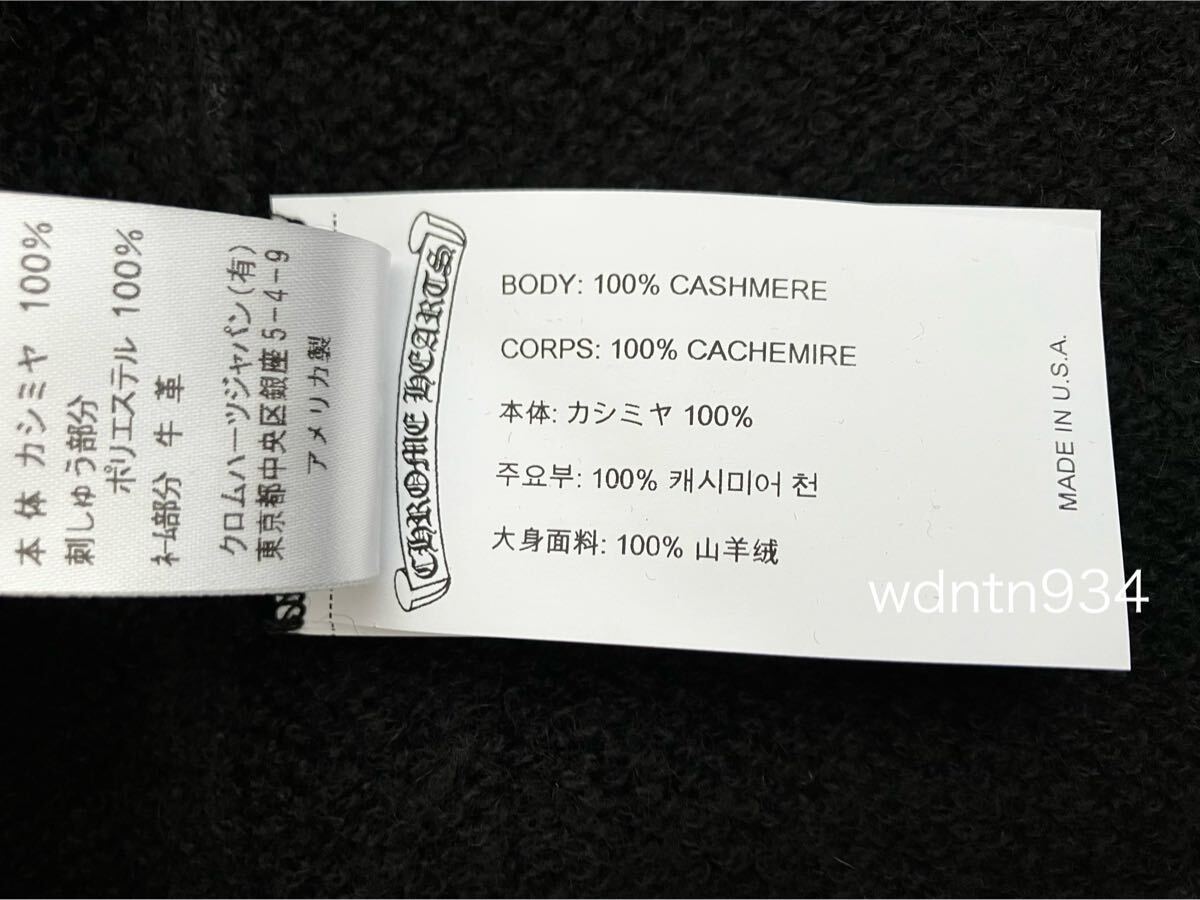 本体 カシミヤ 100%
刺しゅう部分
ポリエステル 100%
ネーム部分 牛革
クロムハーツジャパン(有)
東京都中央区銀座5-4-9
アメリカ製
CHROME HEARTS
BODY: 100% CASHMERE
CORPS: 100% CACHEMIRE
本体: カシミヤ 100%
주요부: 100% 캐시미어 천
大身面料: 100% 山羊绒
MADE IN U.S.A.
wdntn934